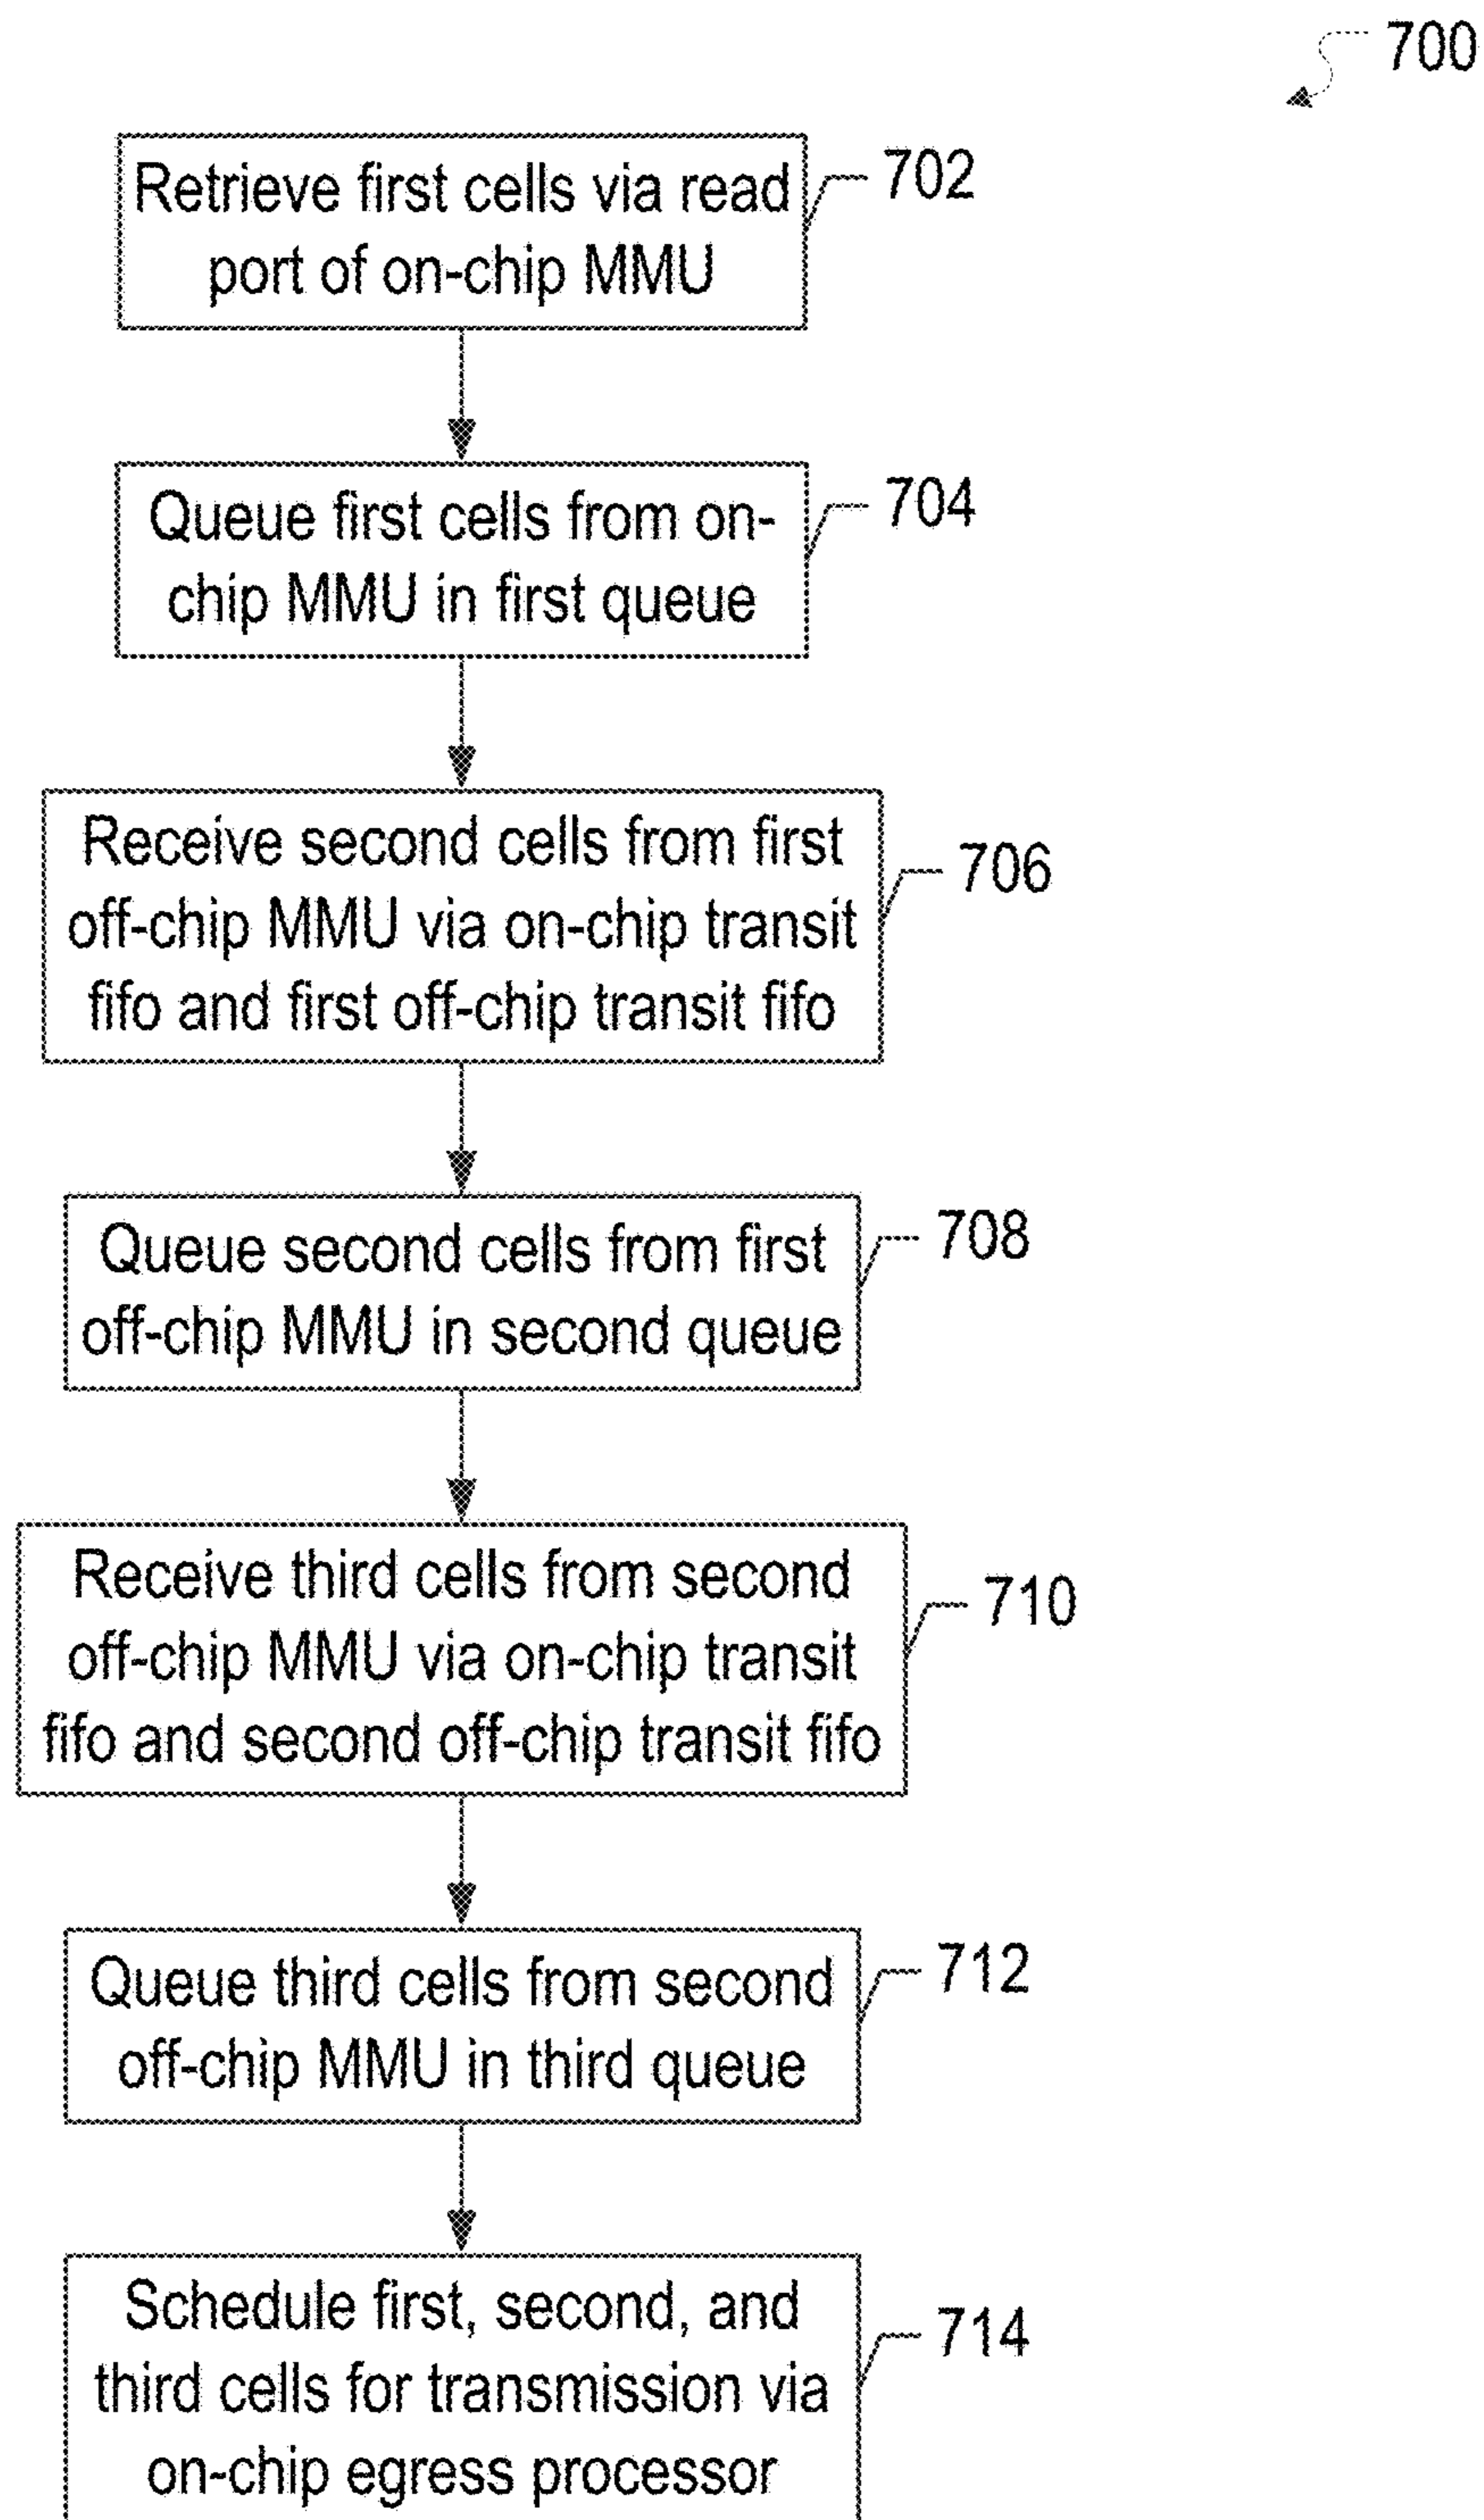 700
Retrieve first cells via read
port of on-chip MMU
702
Queue first cells from on-
chip MMU in first queue
704
Receive second cells from first
off-chip MMU via on-chip transit
fifo and first off-chip transit fifo
706
Queue second cells from first
off-chip MMU in second queue
708
Receive third cells from second
off-chip MMU via on-chip transit
fifo and second off-chip transit fifo
710
Queue third cells from second
off-chip MMU in third queue
712
Schedule first, second, and
third cells for transmission via
on-chip egress processor
714